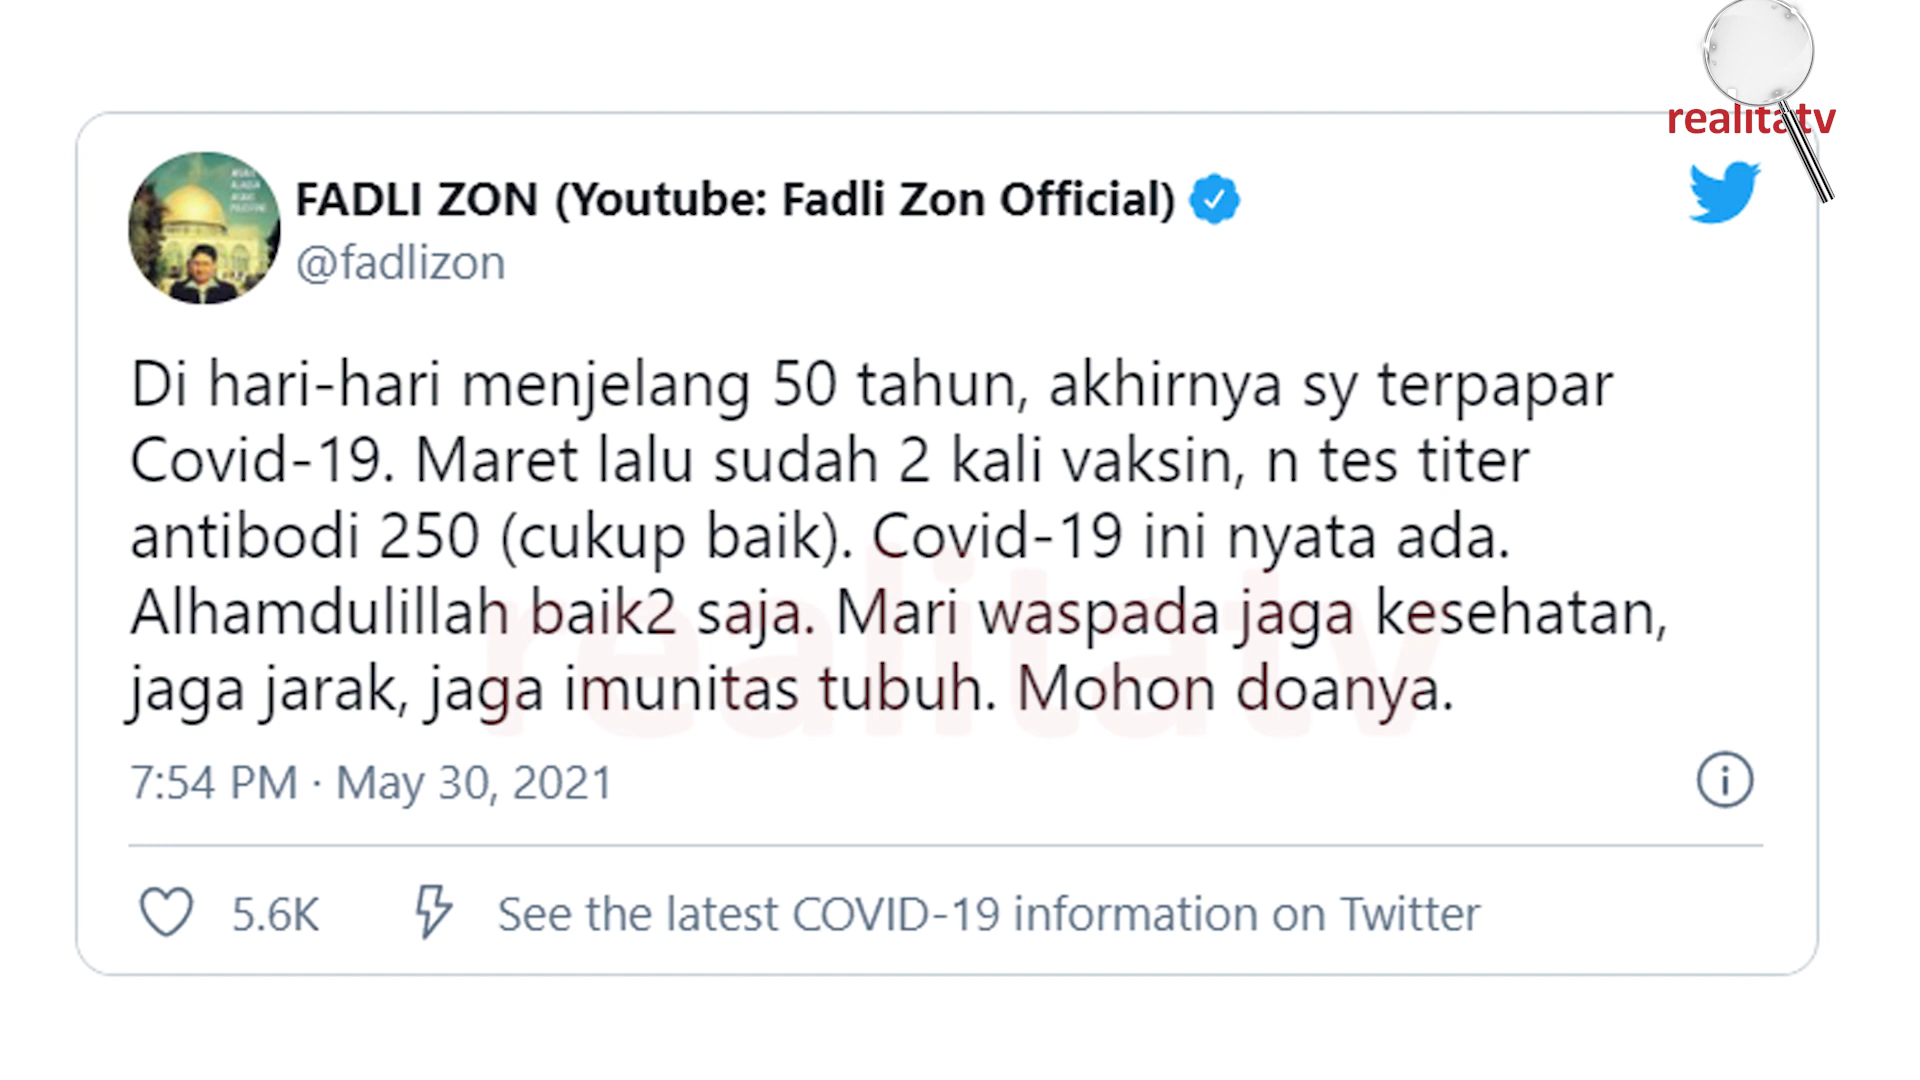 realitatv
FADLI ZON (Youtube: Fadli Zon Official)
@fadlizon
Di hari-hari menjelang 50 tahun, akhirnya sy terpapar
Covid-19. Maret lalu sudah 2 kali vaksin, n tes titer
antibodi 250 (cukup baik). Covid-19 ini nyata ada.
Alhamdulillah baik2 saja. Mari waspada jaga kesehatan,
jaga jarak, jaga imunitas tubuh. Mohon doanya.
realitatv
7:54 PM · May 30, 2021
5.6K
See the latest COVID-19 information on Twitter